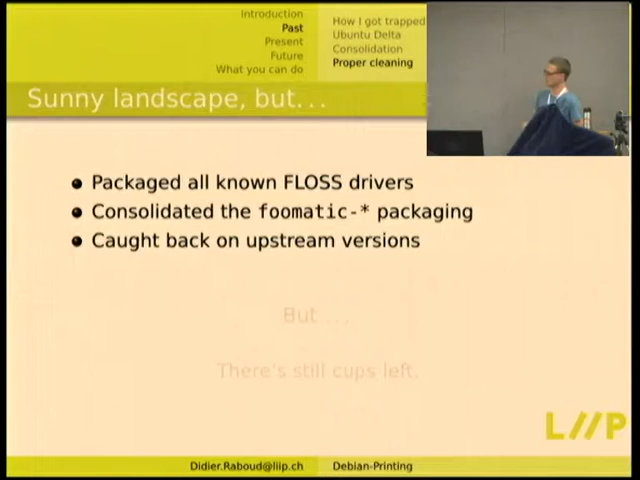 Introduction
Past
Present
Future
What you can do
How I got trapped
Ubuntu Delta
Consolidation
Proper cleaning
Sunny landscape, but...
Packaged all known FLOSS drivers
Consolidated the foomatic-* packaging
Caught back on upstream versions
But ...
There's still cups left.
LIIP
Didier.Raboud@liip.ch
Debian-Printing